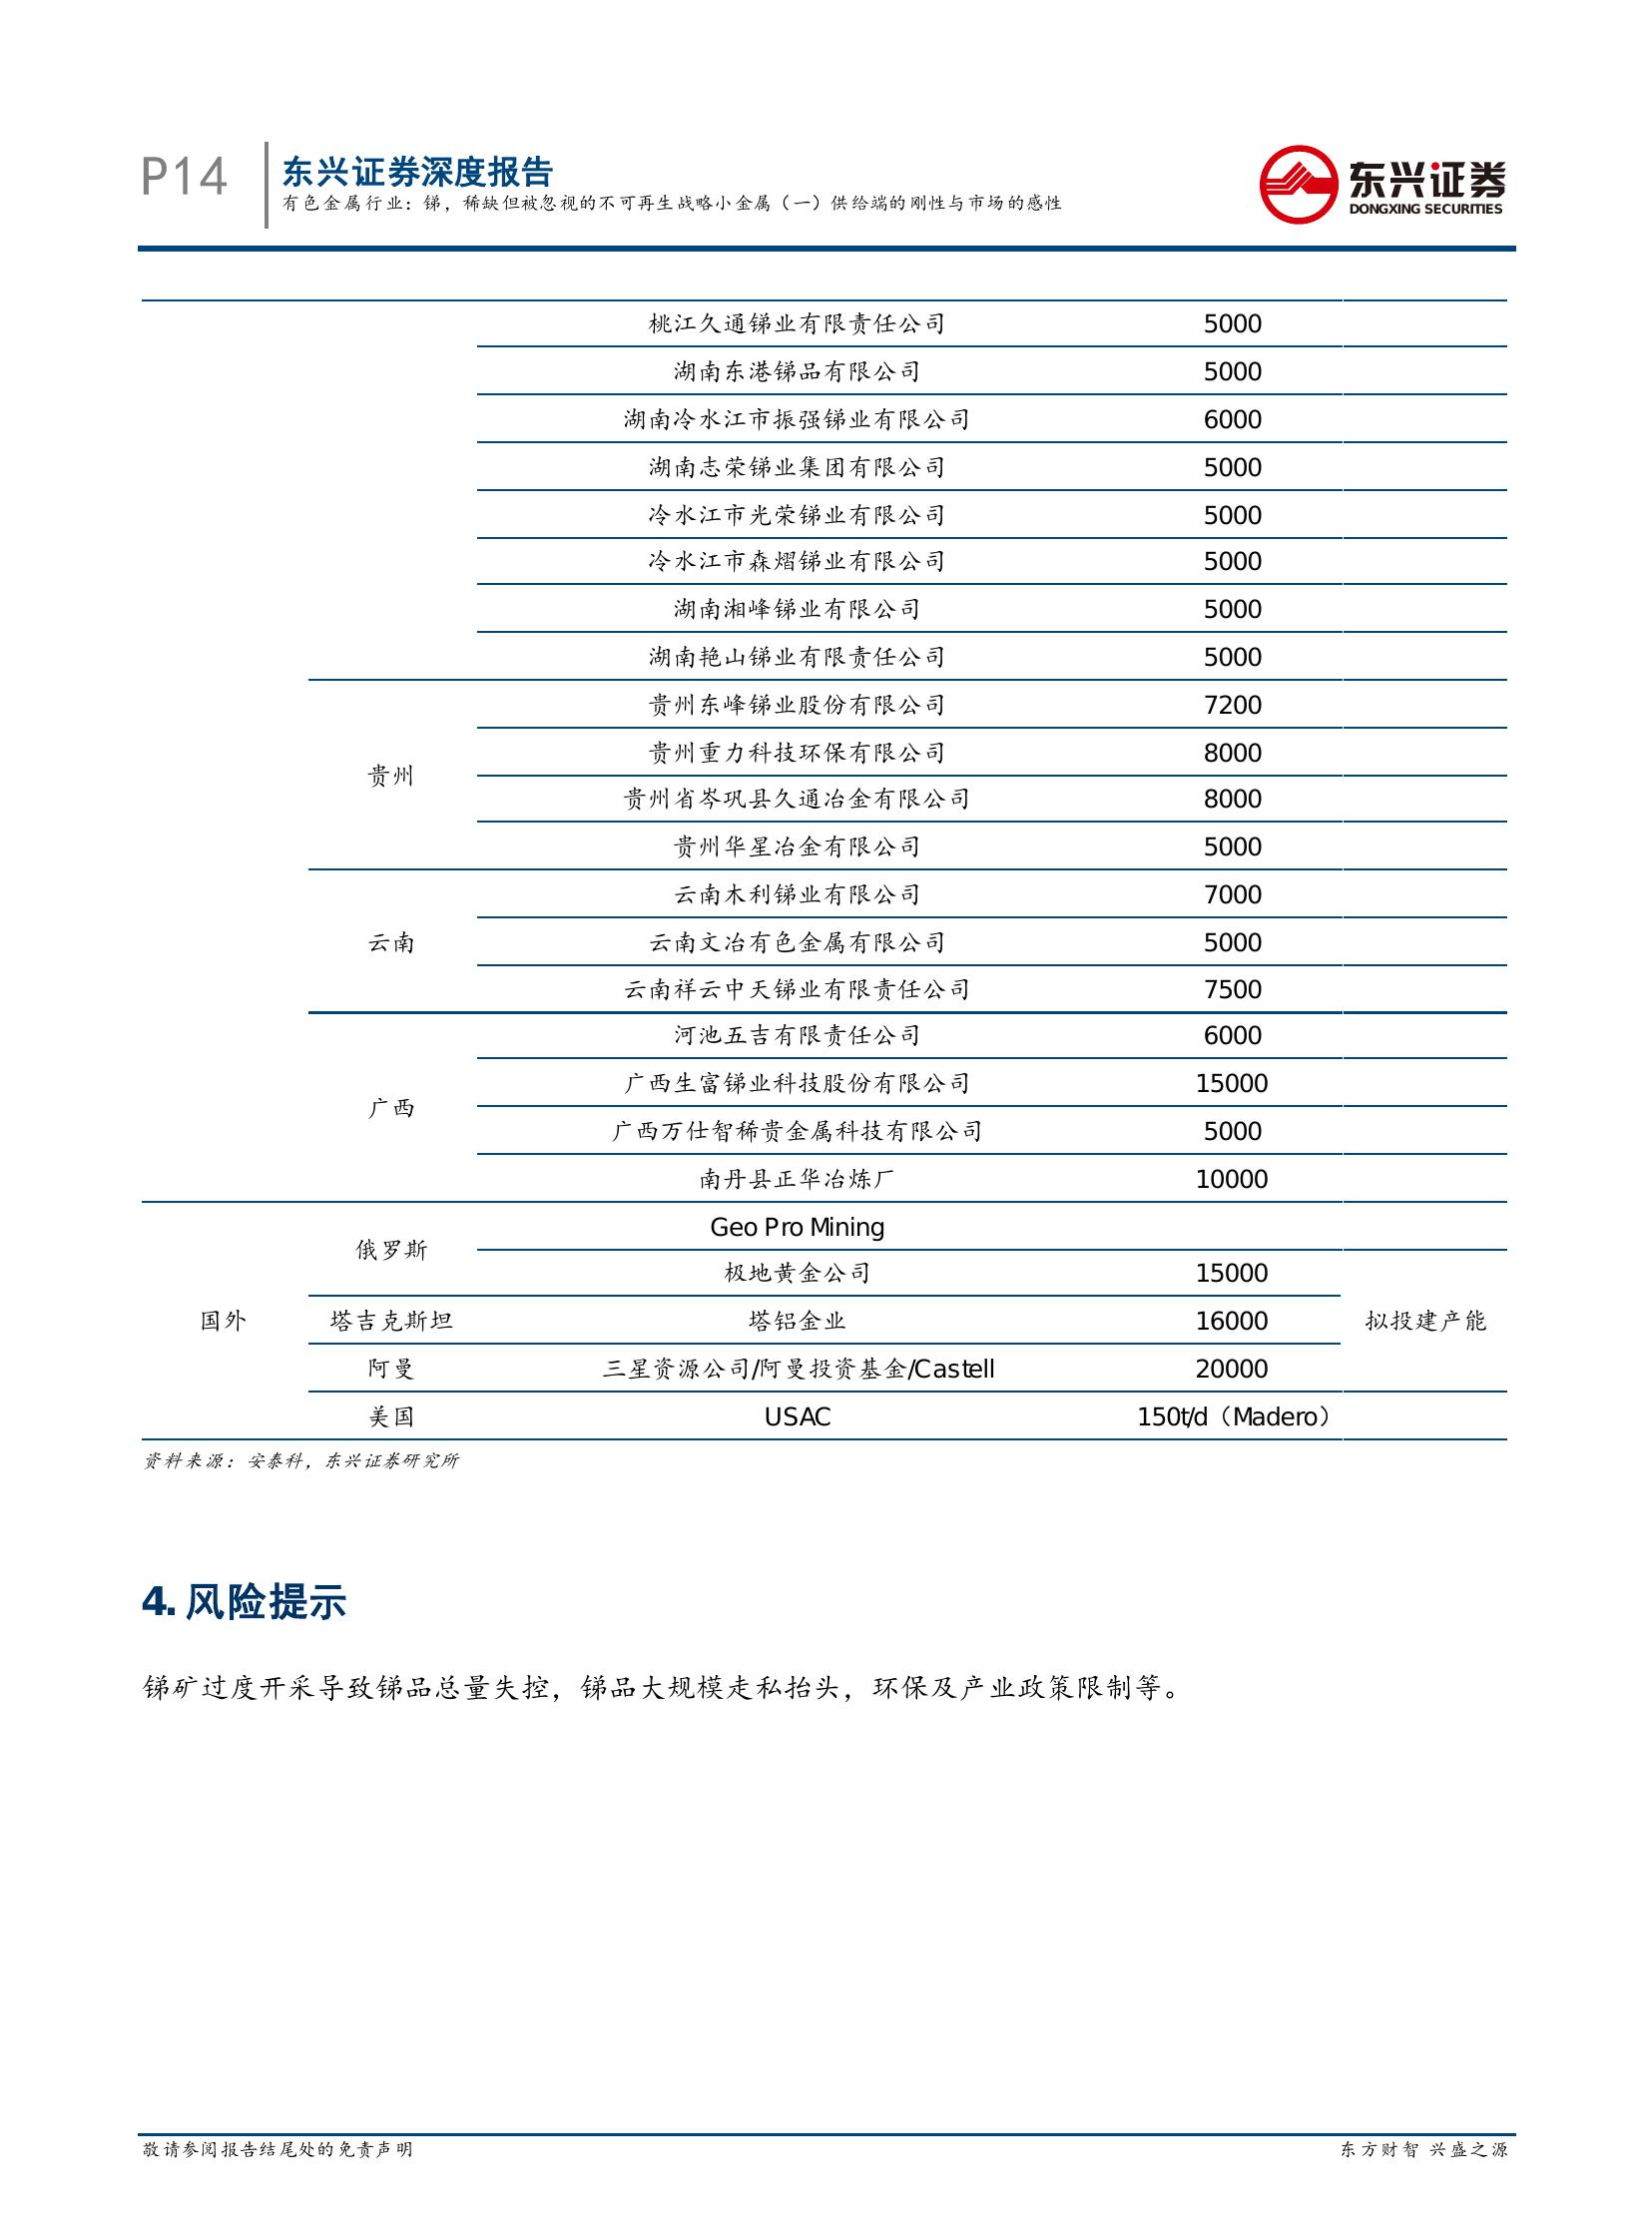 P14
东兴证券深度报告
有色金属行业：锑，稀缺但被忽视的不可再生战略小金属（一）供给端的刚性与市场的感性
东兴证券
DONGXING SECURITIES
桃江久通锑业有限责任公司 5000
湖南东港锑品有限公司 5000
湖南冷水江市振强锑业有限公司 6000
湖南志荣锑业集团有限公司 5000
冷水江市光荣锑业有限公司 5000
冷水江市森熠锑业有限公司 5000
湖南湘峰锑业有限公司 5000
湖南艳山锑业有限责任公司 5000
贵州 贵州东峰锑业股份有限公司 7200
贵州重力科技环保有限公司 8000
贵州省岑巩县久通冶金有限公司 8000
贵州华星冶金有限公司 5000
云南 云南木利锑业有限公司 7000
云南文冶有色金属有限公司 5000
云南祥云中天锑业有限责任公司 7500
广西 河池五吉有限责任公司 6000
广西生富锑业科技股份有限公司 15000
广西万仕智稀贵金属科技有限公司 5000
南丹县正华冶炼厂 10000
国外 俄罗斯 Geo Pro Mining
极地黄金公司 15000
塔吉克斯坦 塔铝金业 16000 拟投建产能
阿曼 三星资源公司/阿曼投资基金/Castell 20000
美国 USAC 150t/d（Madero）
资料来源：安泰科，东兴证券研究所
4. 风险提示
锑矿过度开采导致锑品总量失控，锑品大规模走私抬头，环保及产业政策限制等。
敬请参阅报告结尾处的免责声明 东方财智 兴盛之源